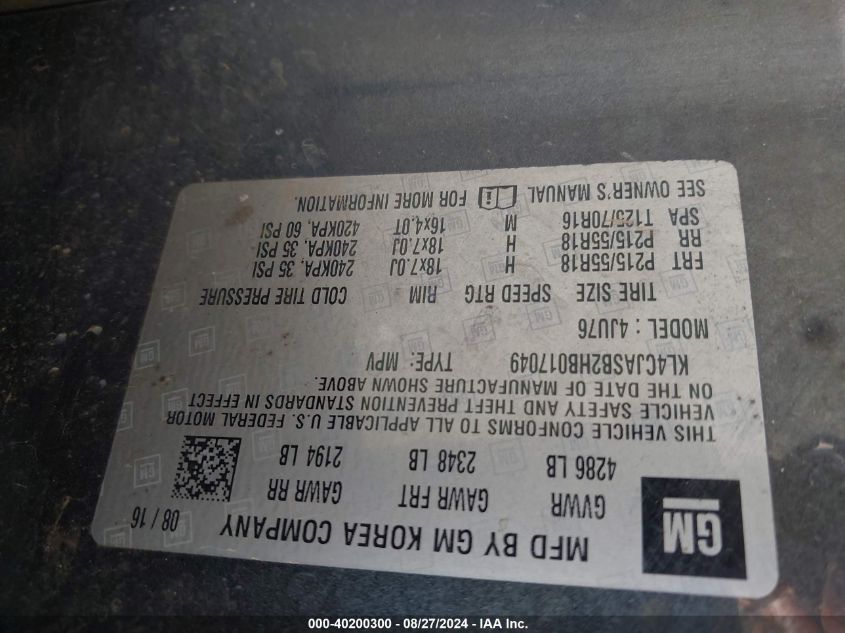 GM
MFD BY GM KOREA COMPANY 08 / 16
GVWR GAWR FRT GAWR RR
4286 LB 2348 LB 2194 LB
THIS VEHICLE CONFORMS TO ALL APPLICABLE U.S. FEDERAL MOTOR
VEHICLE SAFETY AND THEFT PREVENTION STANDARDS IN EFFECT
ON THE DATE OF MANUFACTURE SHOWN ABOVE.
KL4CJASB2HB017049 TYPE: MPV
MODEL : 4JU76
TIRE SIZE SPEED RTG RIM COLD TIRE PRESSURE
FRT P215/55R18 H 18x7.0J 240KPA, 35 PSI
RR P215/55R18 H 18x7.0J 240KPA, 35 PSI
SPA T125/70R16 M 16x4.0T 420KPA, 60 PSI
SEE OWNER'S MANUAL FOR MORE INFORMATION.
000-40200300 - 08/27/2024 - IAA Inc.